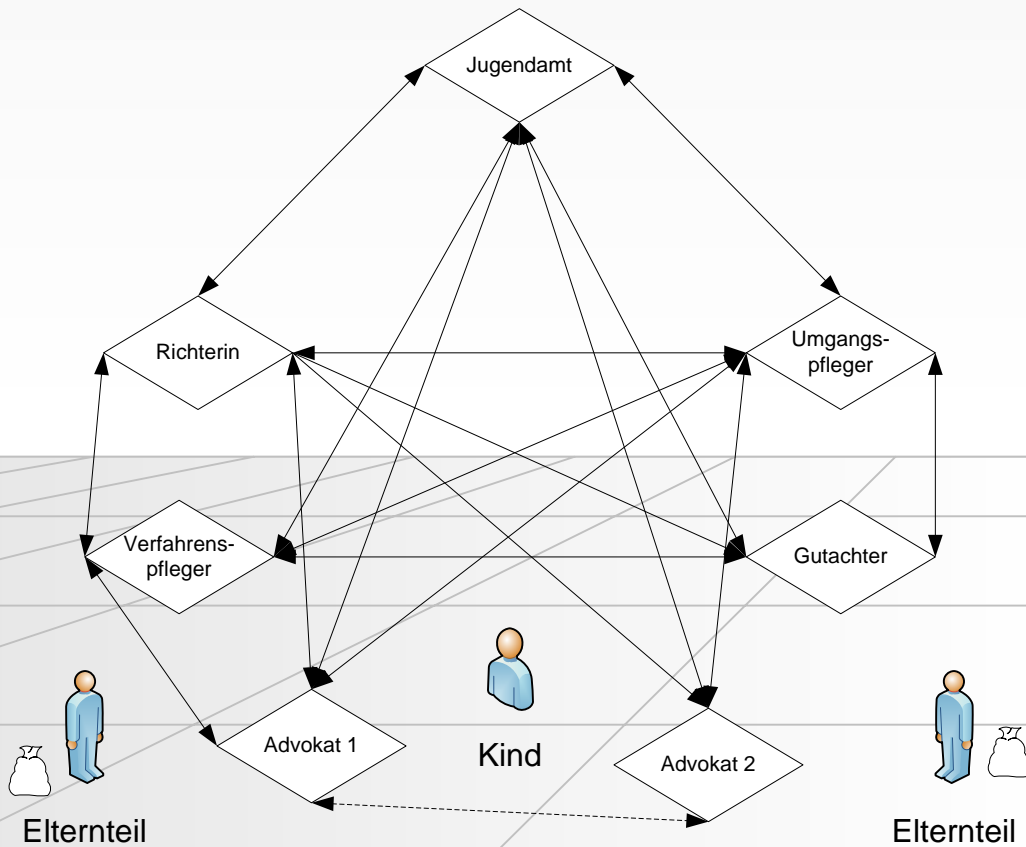 Jugendamt
Richterin
Umgangs-
pfleger
Verfahrens-
pfleger
Gutachter
Advokat 1
Kind
Advokat 2
Elternteil
Elternteil